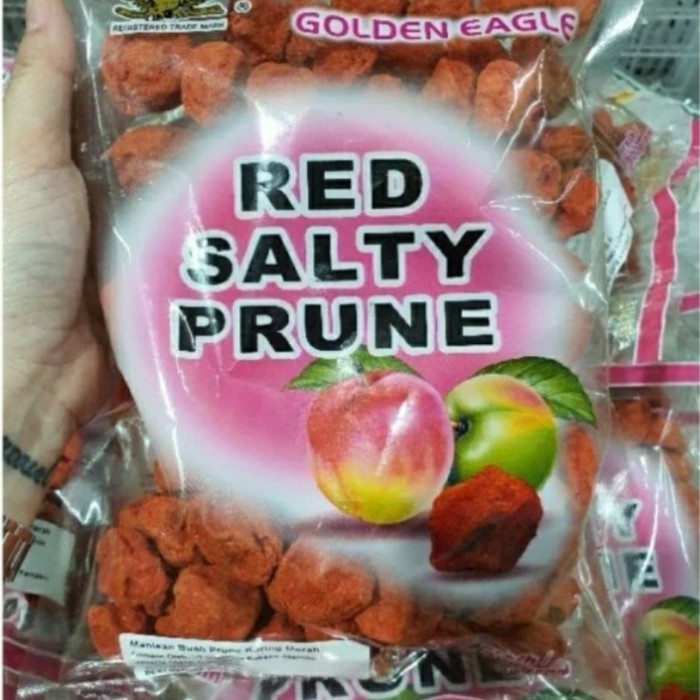 REGISTERED TRADE MARK ®
GOLDEN EAGLE
RED
SALTY
PRUNE
Manisan Buah Prune Kering Merah
PRUNE